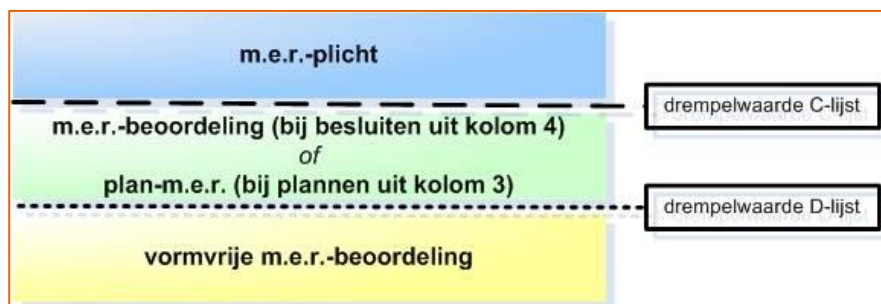 m.e.r.-plicht
drempelwaarde C-lijst
m.e.r.-beoordeling (bij besluiten uit kolom 4)
of
plan-m.e.r. (bij plannen uit kolom 3)
drempelwaarde D-lijst
vormvrije m.e.r.-beoordeling